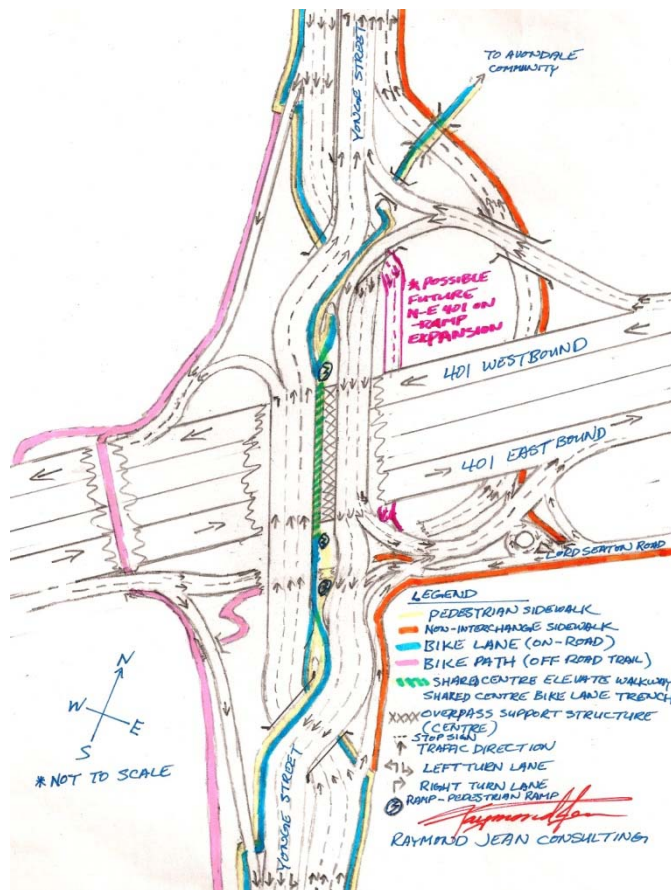 YONGE STREET
TO AVONDALE
COMMUNITY
* POSSIBLE
FUTURE
N-E 401 ON
-RAMP
EXPANSION
401 WESTBOUND
401 EAST BOUND
LORD SEATON ROAD
LEGEND
PEDESTRIAN SIDEWALK
NON-INTERCHANGE SIDEWALK
BIKE LANE (ON-ROAD)
BIKE PATH (OFF ROAD TRAIL)
SHARED CENTRE ELEVATE WALKWAY
SHARED CENTRE BIKE LANE TRENCH
OVERPASS SUPPORT STRUCTURE
(CENTRE)
STOP SIGN
TRAFFIC DIRECTION
LEFT TURN LANE
RIGHT TURN LANE
RAMP-PEDESTRIAN RAMP
RAYMOND JEAN CONSULTING
N
W
E
S
* NOT TO SCALE
YONGE STREET